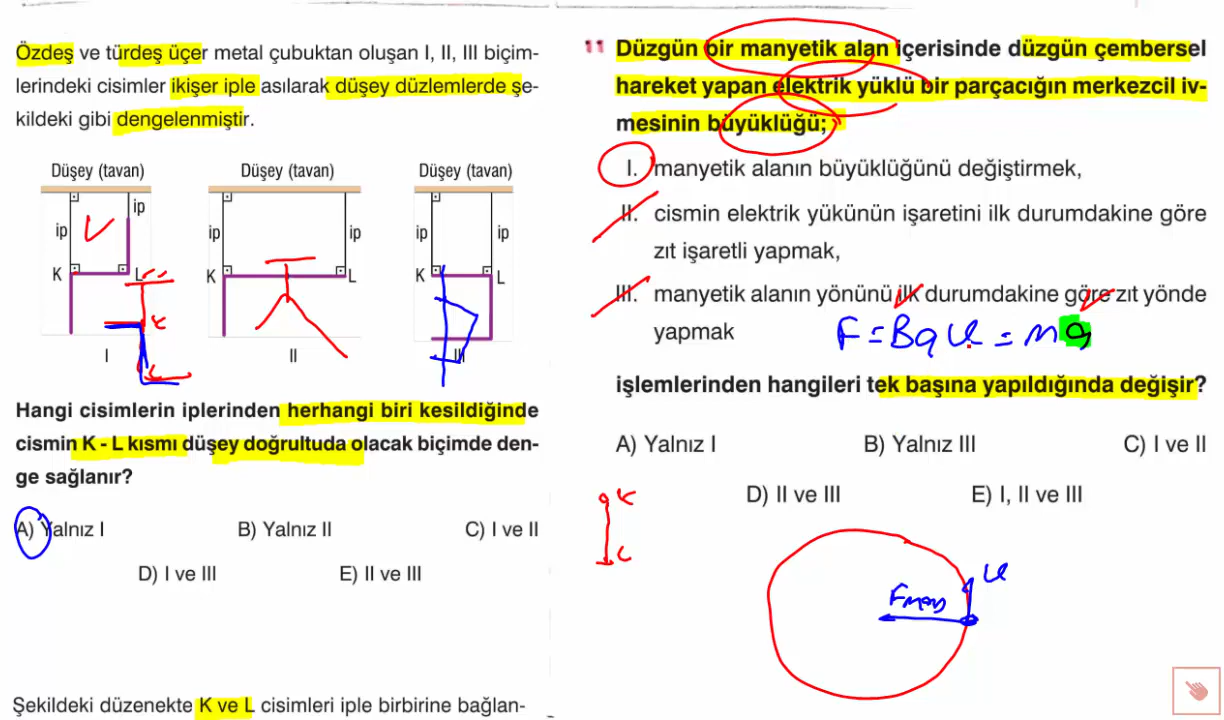 Özdeş ve türdeş üçer metal çubuktan oluşan I, II, III biçim-
lerindeki cisimler ikişer iple asılarak düşey düzlemlerde şe-
kildeki gibi dengelenmiştir.
Düşey (tavan)
ip
ip
K
L
I
Düşey (tavan)
ip
ip
K
L
II
Düşey (tavan)
ip
ip
K
L
III
K
L
Hangi cisimlerin iplerinden herhangi biri kesildiğinde
cismin K - L kısmı düşey doğrultuda olacak biçimde den-
ge sağlanır?
A) Yalnız I
B) Yalnız II
C) I ve II
D) I ve III
E) II ve III
Şekildeki düzenekte K ve L cisimleri iple birbirine bağlan-
11 Düzgün bir manyetik alan içerisinde düzgün çembersel
hareket yapan elektrik yüklü bir parçacığın merkezcil iv-
mesinin büyüklüğü;
I. manyetik alanın büyüklüğünü değiştirmek,
II. cismin elektrik yükünün işaretini ilk durumdakine göre
zıt işaretli yapmak,
III. manyetik alanın yönünü ilk durumdakine göre zıt yönde
yapmak
F = BqU = ma
işlemlerinden hangileri tek başına yapıldığında değişir?
A) Yalnız I
B) Yalnız III
C) I ve II
D) II ve III
E) I, II ve III
K
L
Fman
U